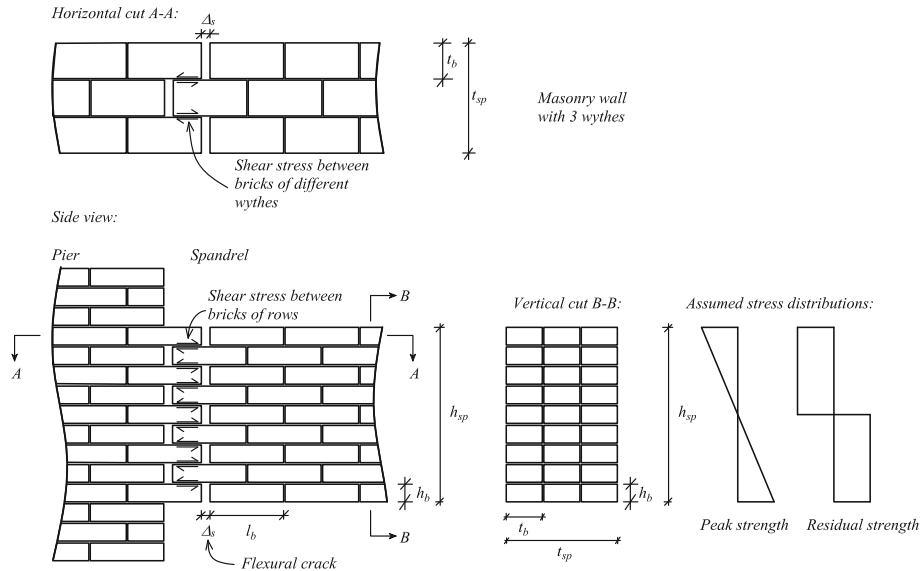 Horizontal cut A-A:
Δs
tb
tsp
Masonry wall
with 3 wythes
Shear stress between
bricks of different
wythes
Side view:
Pier
Spandrel
Shear stress between
bricks of rows
B
A
A
hsp
hb
Δs
lb
B
Flexural crack
Vertical cut B-B:
hsp
hb
tb
tsp
Assumed stress distributions:
Peak strength
Residual strength